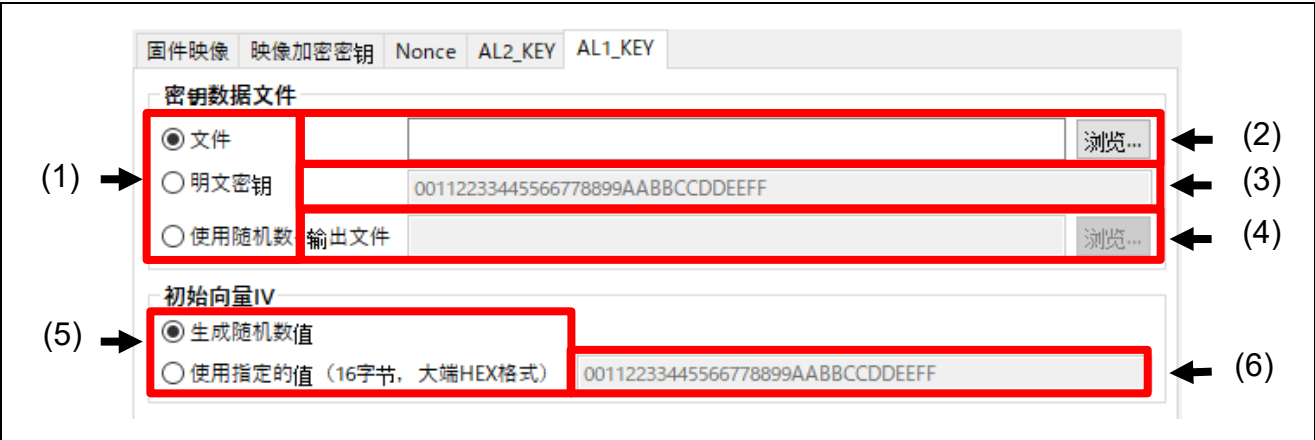 固件映像 映像加密密钥 Nonce AL2_KEY AL1_KEY
密钥数据文件
文件 浏览... (2)
(1) 明文密钥 00112233445566778899AABBCCDDEEFF (3)
使用随机数 输出文件 浏览... (4)
初始向量IV
(5) 生成随机数值
使用指定的值（16字节，大端HEX格式） 00112233445566778899AABBCCDDEEFF (6)